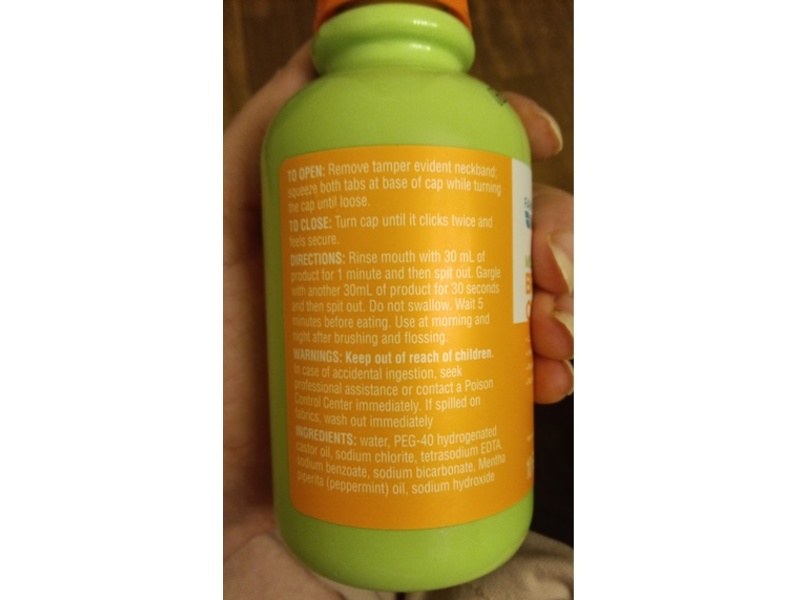 TO OPEN: Remove tamper evident neckband;
squeeze both tabs at base of cap while turning
the cap until loose.
TO CLOSE: Turn cap until it clicks twice and
feels secure.
DIRECTIONS: Rinse mouth with 30 mL of
product for 1 minute and then spit out. Gargle
with another 30mL of product for 30 seconds
and then spit out. Do not swallow. Wait 5
minutes before eating. Use at morning and
night after brushing and flossing.
WARNINGS: Keep out of reach of children.
In case of accidental ingestion, seek
professional assistance or contact a Poison
Control Center immediately. If spilled on
fabrics, wash out immediately
INGREDIENTS: water, PEG-40 hydrogenated
castor oil, sodium chlorite, tetrasodium EDTA,
sodium benzoate, sodium bicarbonate, Mentha
piperita (peppermint) oil, sodium hydroxide